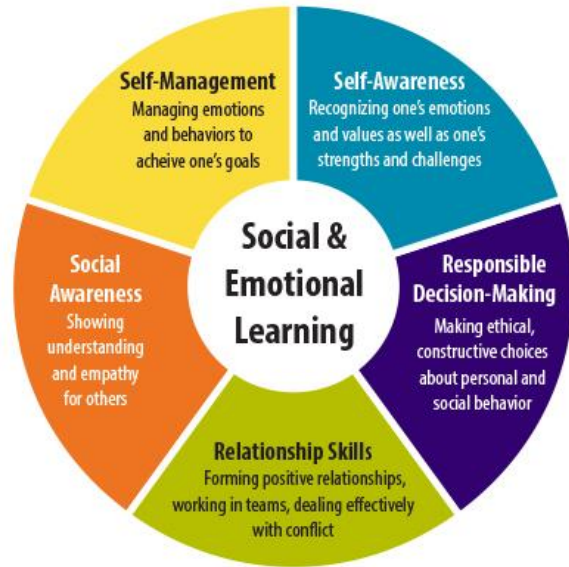 Self-Management
Managing emotions
and behaviors to
acheive one's goals
Self-Awareness
Recognizing one's emotions
and values as well as one's
strengths and challenges
Social &
Emotional
Learning
Social
Awareness
Showing
understanding
and empathy
for others
Responsible
Decision-Making
Making ethical,
constructive choices
about personal and
social behavior
Relationship Skills
Forming positive relationships,
working in teams, dealing effectively
with conflict